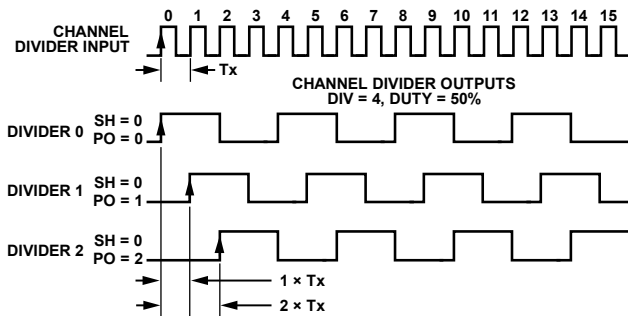 0 1 2 3 4 5 6 7 8 9 10 11 12 13 14 15
CHANNEL
DIVIDER INPUT
Tx
CHANNEL DIVIDER OUTPUTS
DIV = 4, DUTY = 50%
DIVIDER 0
SH = 0
PO = 0
DIVIDER 1
SH = 0
PO = 1
DIVIDER 2
SH = 0
PO = 2
1 × Tx
2 × Tx